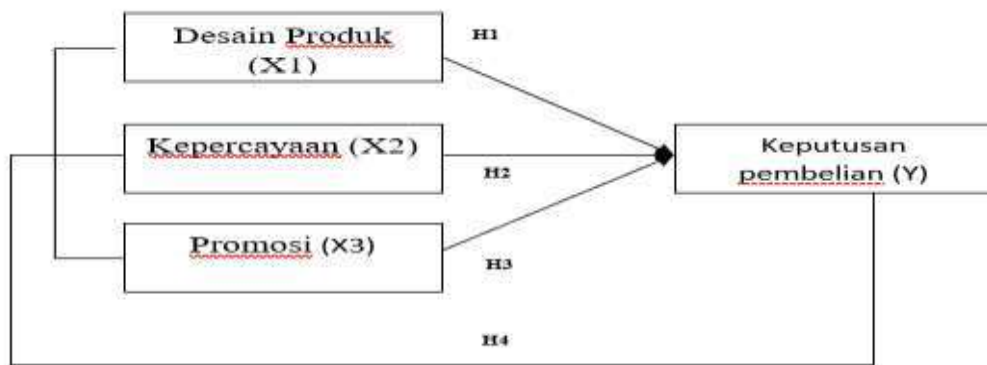 Desain Produk
(X1)
H1
Kepercayaan (X2)
H2
Keputusan
pembelian (Y)
Promosi (X3)
H3
H4